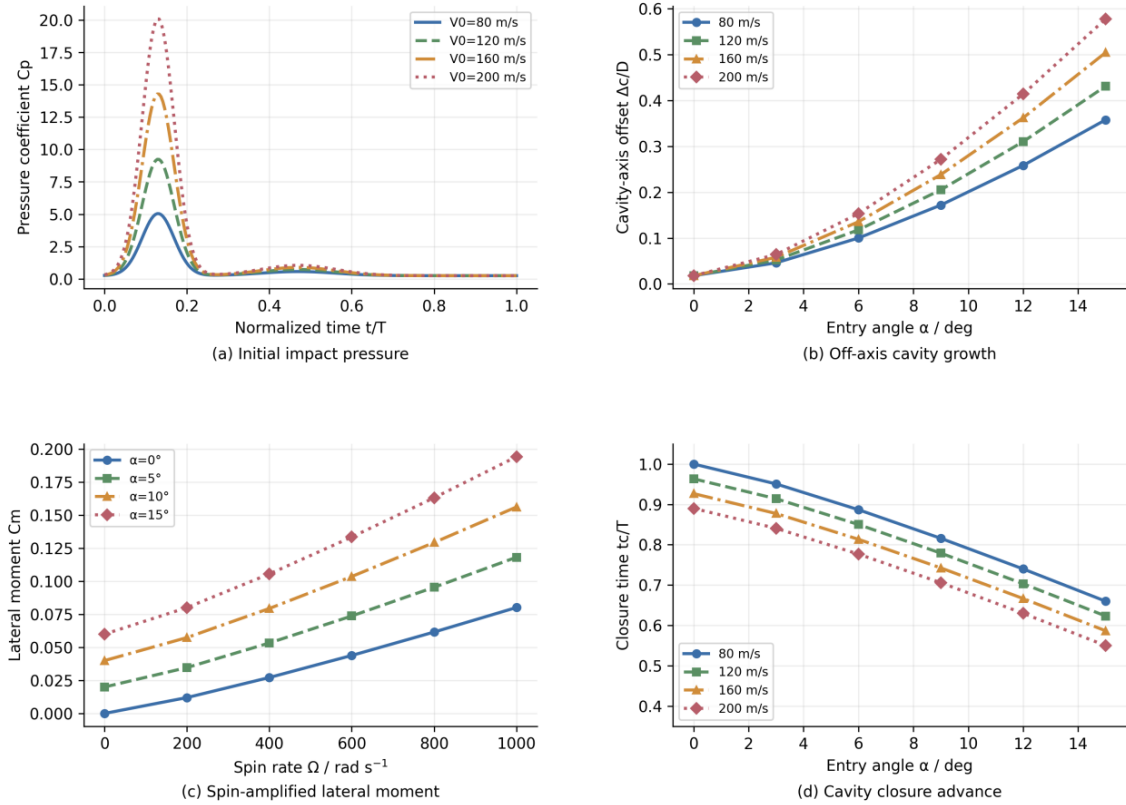 Pressure coefficient Cp
20.0
17.5
15.0
12.5
10.0
7.5
5.0
2.5
0.0
V0=80 m/s
V0=120 m/s
V0=160 m/s
V0=200 m/s
0.0 0.2 0.4 0.6 0.8 1.0
Normalized time t/T
(a) Initial impact pressure
Cavity-axis offset Δc/D
0.6
0.5
0.4
0.3
0.2
0.1
0.0
80 m/s
120 m/s
160 m/s
200 m/s
0 2 4 6 8 10 12 14
Entry angle α / deg
(b) Off-axis cavity growth
Lateral moment Cm
0.200
0.175
0.150
0.125
0.100
0.075
0.050
0.025
0.000
α=0°
α=5°
α=10°
α=15°
0 200 400 600 800 1000
Spin rate Ω / rad s⁻¹
(c) Spin-amplified lateral moment
Closure time tc/T
1.0
0.9
0.8
0.7
0.6
0.5
0.4
80 m/s
120 m/s
160 m/s
200 m/s
0 2 4 6 8 10 12 14
Entry angle α / deg
(d) Cavity closure advance